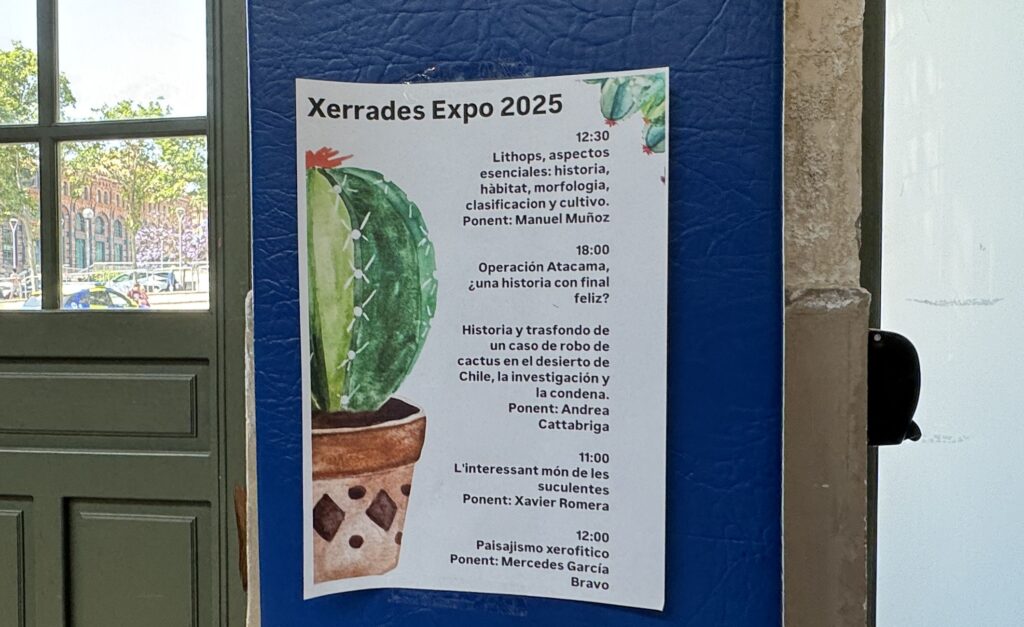 Xerrades Expo 2025
12:30
Lithops, aspectos
esenciales: historia,
hàbitat, morfologia,
clasificacion y cultivo.
Ponent: Manuel Muñoz
18:00
Operación Atacama,
¿una historia con final
feliz?
Historia y trasfondo de
un caso de robo de
cactus en el desierto de
Chile, la investigación y
la condena.
Ponent: Andrea
Cattabriga
11:00
L'interessant món de les
suculentes
Ponent: Xavier Romera
12:00
Paisajismo xerofitico
Ponent: Mercedes García
Bravo